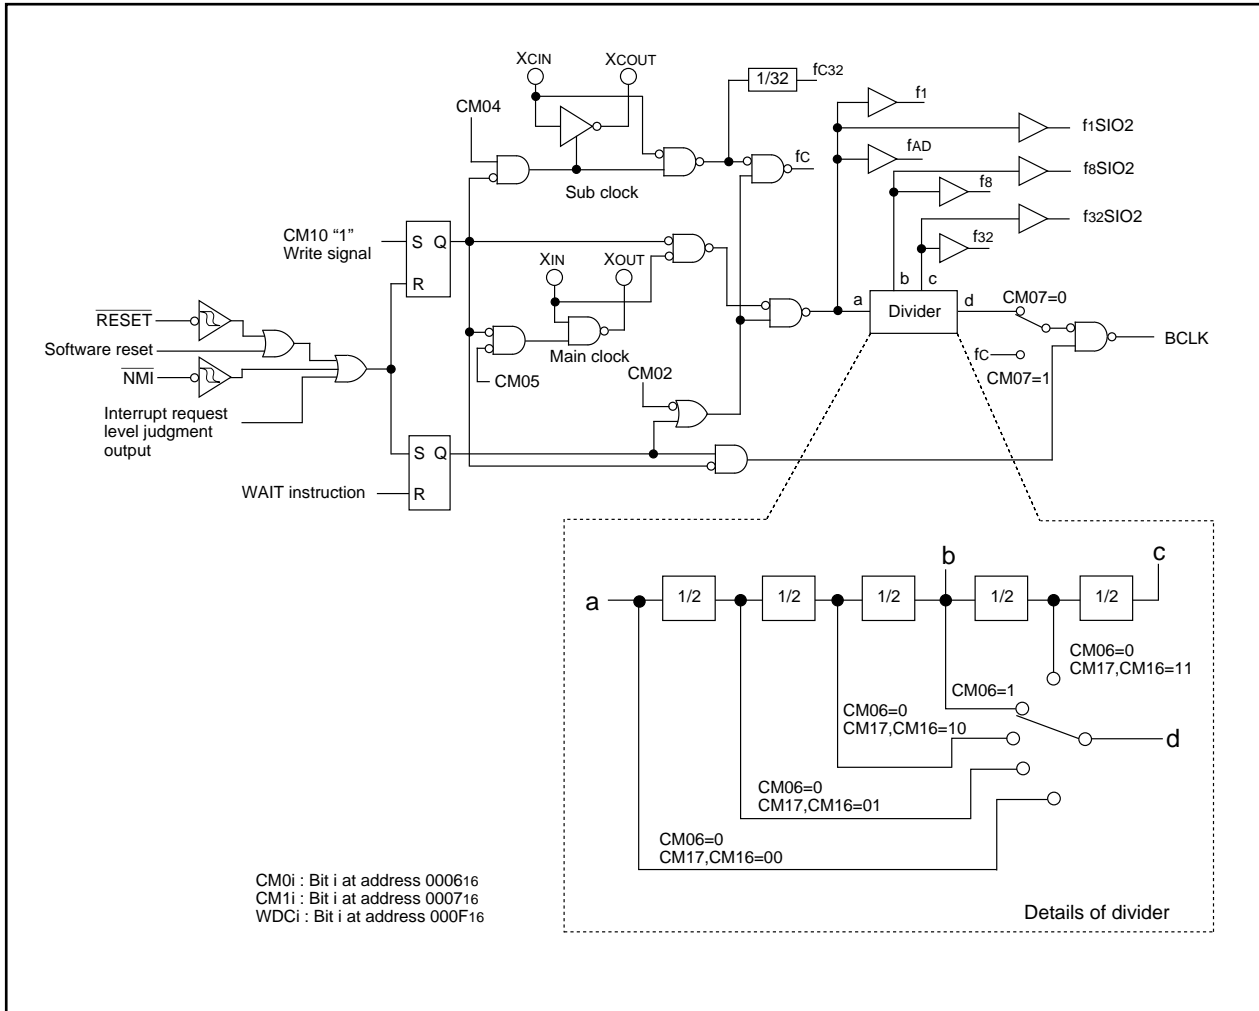 XCIN
XCOUT
1/32
fC32
f1
CM04
f1SIO2
fC
fAD
f8SIO2
Sub clock
f8
f32SIO2
CM10 “1”
Write signal
S Q
R
XIN
XOUT
f32
b c
a
Divider
d
CM07=0
RESET
Software reset
NMI
Main clock
BCLK
fC
CM07=1
CM05
CM02
Interrupt request
level judgment
output
S Q
R
WAIT instruction
b
c
a
1/2
1/2
1/2
1/2
1/2
CM06=0
CM17,CM16=11
CM06=1
CM06=0
CM17,CM16=10
d
CM06=0
CM17,CM16=01
CM06=0
CM17,CM16=00
CM0i : Bit i at address 000616
CM1i : Bit i at address 000716
WDCi : Bit i at address 000F16
Details of divider